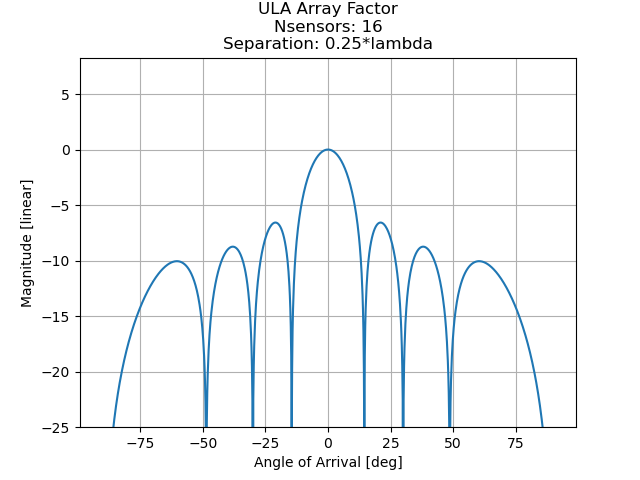 ULA Array Factor
Nsensors: 16
Separation: 0.25*lambda
Magnitude [linear]
5
0
−5
−10
−15
−20
−25
−75
−50
−25
0
25
50
75
Angle of Arrival [deg]